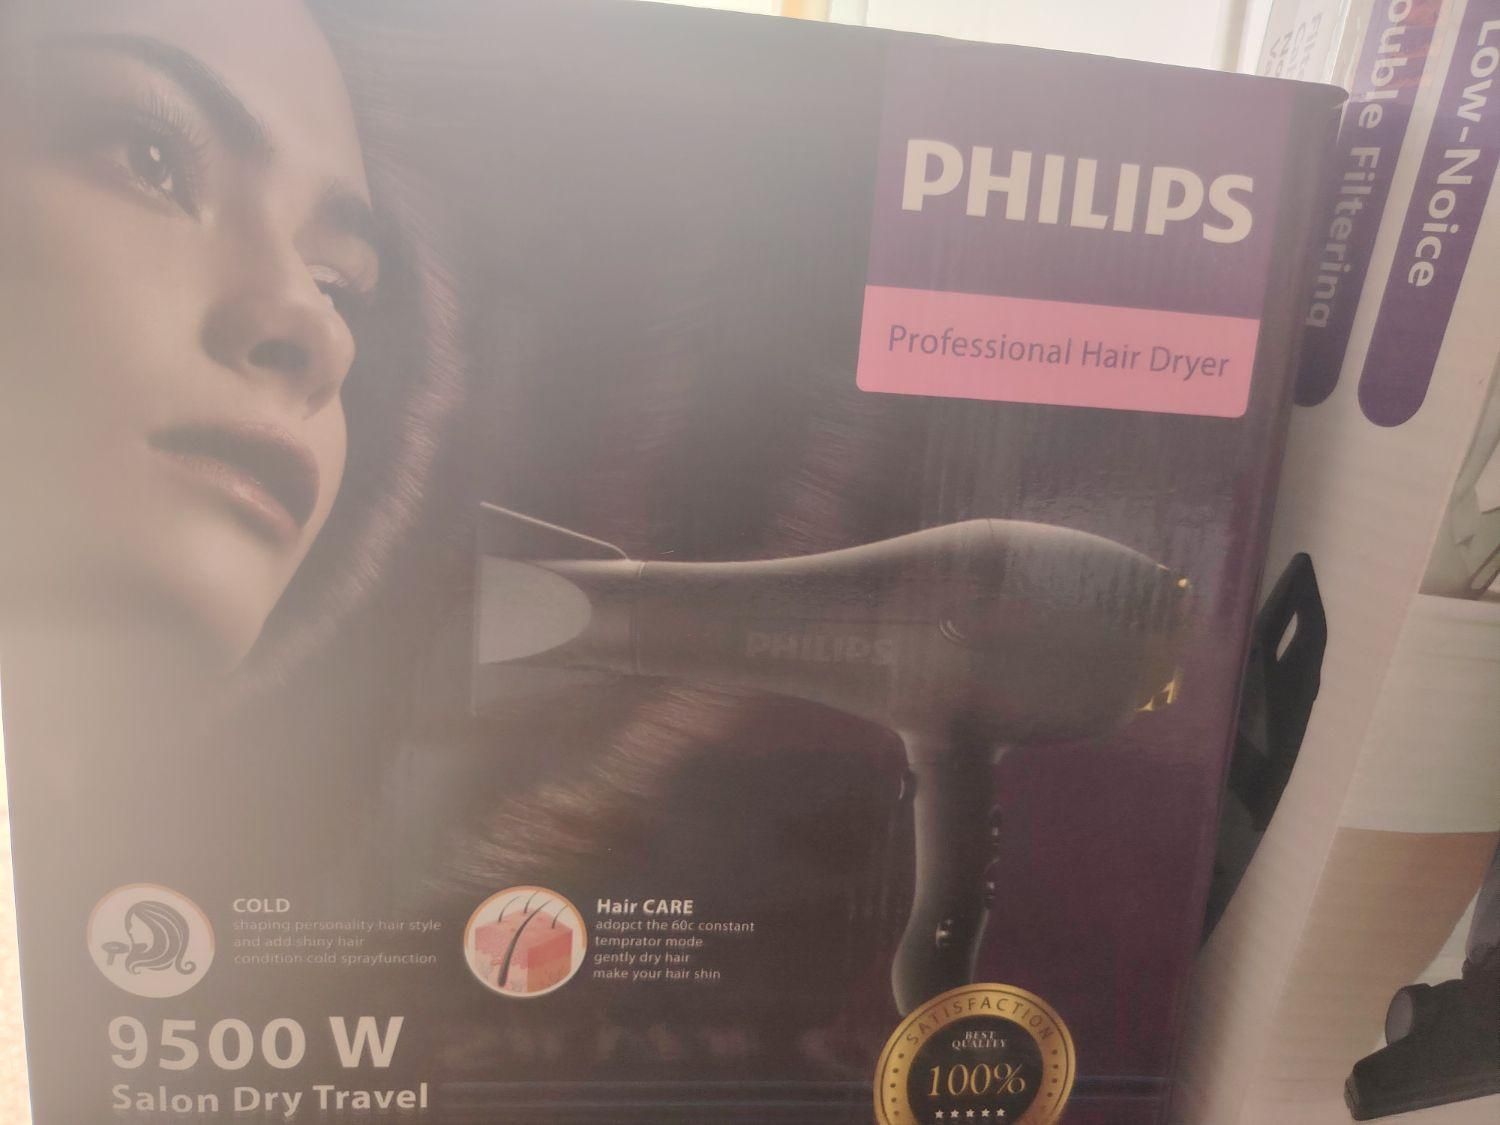 PHILIPS
Professional Hair Dryer
PHILIPS
COLD
shaping personality hair style
and add shiny hair
condition cold sprayfunction
Hair CARE
adopct the 60c constant
temprator mode
gently dry hair
make your hair shin
9500 W
Salon Dry Travel
SATISFACTION
BEST
QUALITY
100%
ouble Filtering
Low-Noice